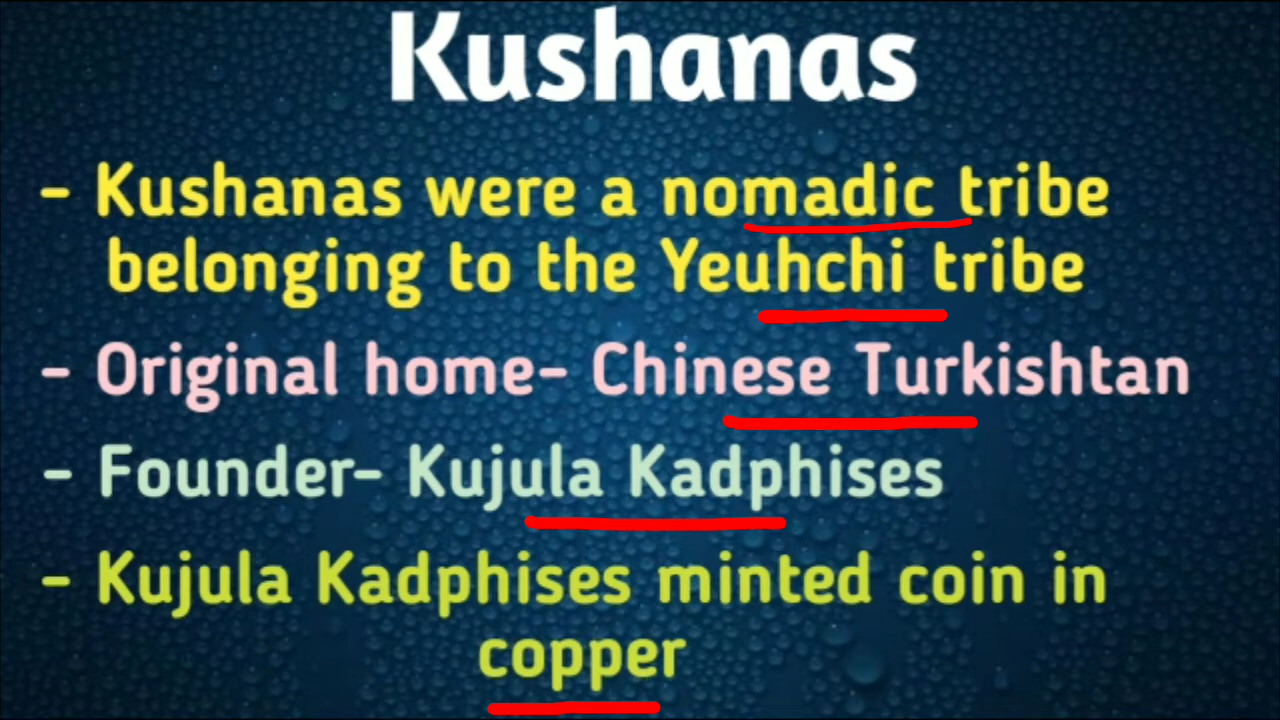 Kushanas
- Kushanas were a nomadic tribe
belonging to the Yeuhchi tribe
- Original home- Chinese Turkishtan
- Founder- Kujula Kadphises
- Kujula Kadphises minted coin in
copper